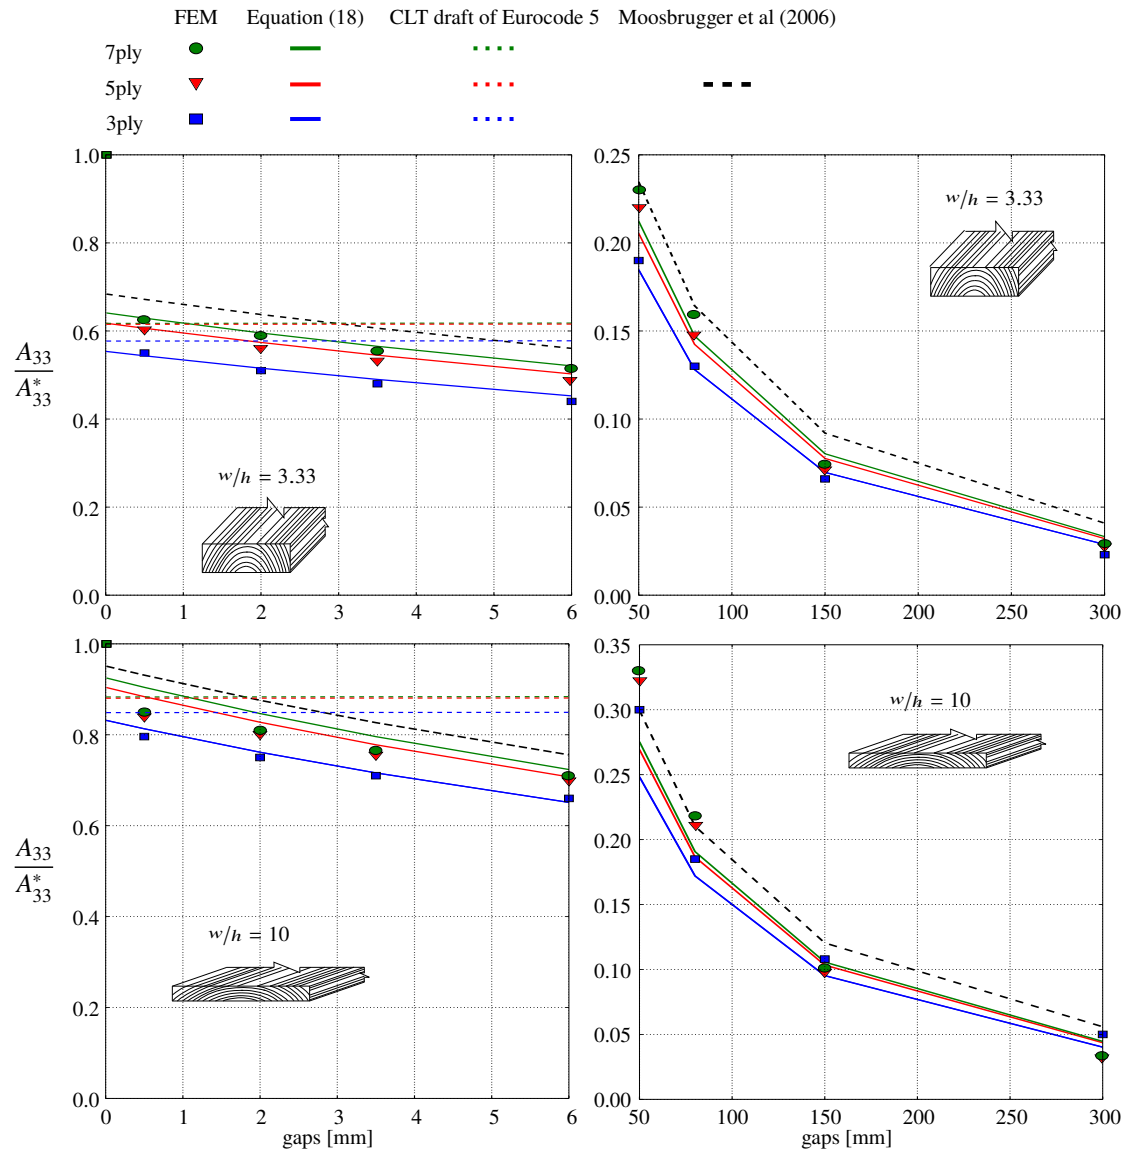 FEM Equation (18) CLT draft of Eurocode 5 Moosbrugger et al (2006)
7ply
5ply
3ply
1.0
0.8
0.6
0.4
0.2
0.0
A33
A*33
w/h = 3.33
0 1 2 3 4 5 6
0.25
0.20
0.15
0.10
0.05
0.00
w/h = 3.33
50 100 150 200 250 300
1.0
0.8
0.6
0.4
0.2
0.0
A33
A*33
w/h = 10
0 1 2 3 4 5 6
gaps [mm]
0.35
0.30
0.25
0.20
0.15
0.10
0.05
0.00
w/h = 10
50 100 150 200 250 300
gaps [mm]